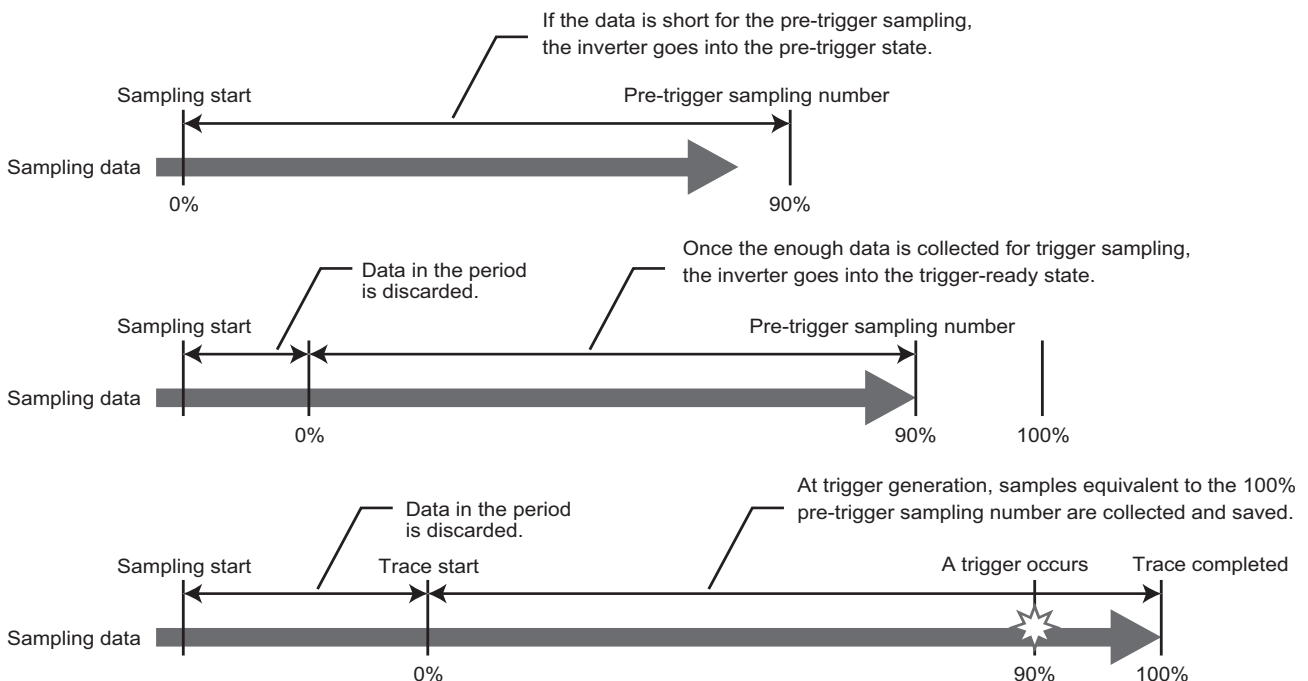 If the data is short for the pre-trigger sampling,
the inverter goes into the pre-trigger state.
Sampling start
Pre-trigger sampling number
Sampling data
0%
90%
Once the enough data is collected for trigger sampling,
the inverter goes into the trigger-ready state.
Data in the period
is discarded.
Sampling start
Pre-trigger sampling number
Sampling data
0%
90%
100%
At trigger generation, samples equivalent to the 100%
pre-trigger sampling number are collected and saved.
Data in the period
is discarded.
Sampling start
Trace start
A trigger occurs
Trace completed
Sampling data
0%
90%
100%